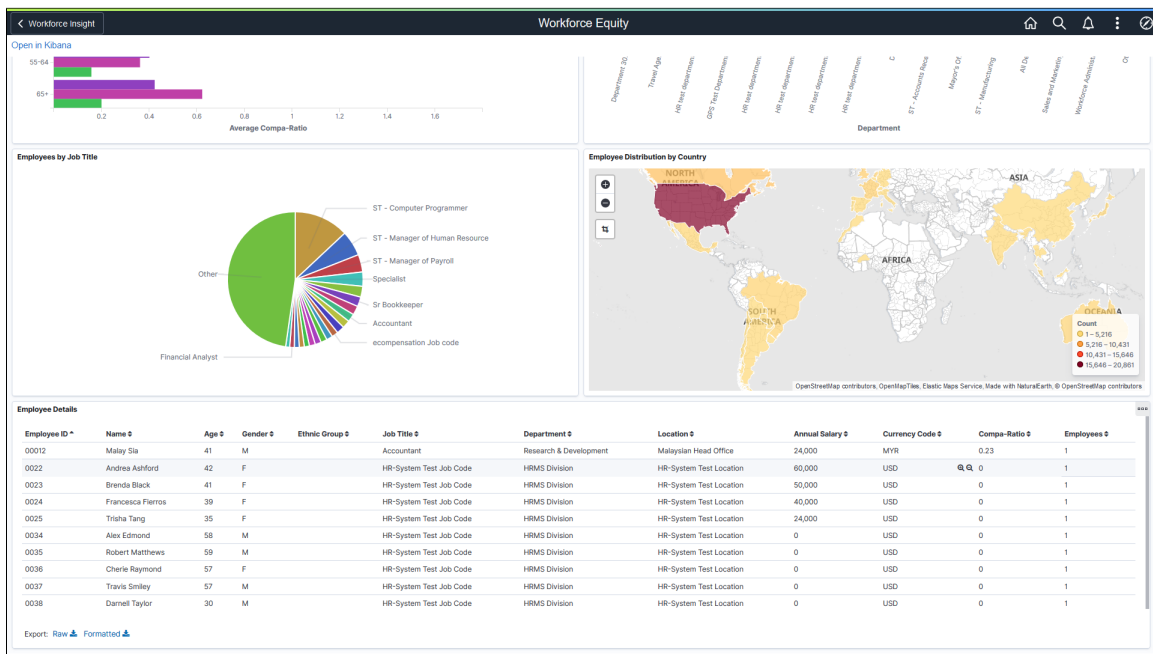 Workforce Insight
Workforce Equity
Open in Kibana
55-64
65+
0.2 0.4 0.6 0.8 1 1.2 1.4 1.6
Average Compa-Ratio
Department 30.
Travel Age
HR test departmen.
GPS Test Departmen.
HR test departmen.
HR test departmen.
HR test departmen.
C
ST - Accounts Rece
Mayor's Of
ST - Manufacturing
All De
Sales and Marketin
Workforce Administ.
Ot
Department
Employees by Job Title
ST - Computer Programmer
ST - Manager of Human Resource
ST - Manager of Payroll
Other
Specialist
Sr Bookkeeper
Accountant
ecompensation Job code
Financial Analyst
Employee Distribution by Country
NORTH
AMERICA
ASIA
AFRICA
SOUTH
AMERICA
OCEANIA
Count
1 – 5,216
5,216 – 10,431
10,431 – 15,646
15,646 – 20,861
OpenStreetMap contributors, OpenMapTiles, Elastic Maps Service, Made with NaturalEarth, © OpenStreetMap contributors
Employee Details
Employee ID Name Age Gender Ethnic Group Job Title Department Location Annual Salary Currency Code Compa-Ratio Employees
00012 Malay Sla 41 M Accountant Research & Development Malaysian Head Office 24,000 MYR 0.23 1
0022 Andrea Ashford 42 F HR-System Test Job Code HRMS Division HR-System Test Location 60,000 USD 0 1
0023 Brenda Black 41 F HR-System Test Job Code HRMS Division HR-System Test Location 50,000 USD 0 1
0024 Francesca Fierros 39 F HR-System Test Job Code HRMS Division HR-System Test Location 40,000 USD 0 1
0025 Trisha Tang 35 F HR-System Test Job Code HRMS Division HR-System Test Location 24,000 USD 0 1
0034 Alex Edmond 58 M HR-System Test Job Code HRMS Division HR-System Test Location 0 USD 0 1
0035 Robert Matthews 59 M HR-System Test Job Code HRMS Division HR-System Test Location 0 USD 0 1
0036 Cherie Raymond 57 F HR-System Test Job Code HRMS Division HR-System Test Location 0 USD 0 1
0037 Travis Smiley 57 M HR-System Test Job Code HRMS Division HR-System Test Location 0 USD 0 1
0038 Darnell Taylor 30 M HR-System Test Job Code HRMS Division HR-System Test Location 0 USD 0 1
Export: Raw Formatted